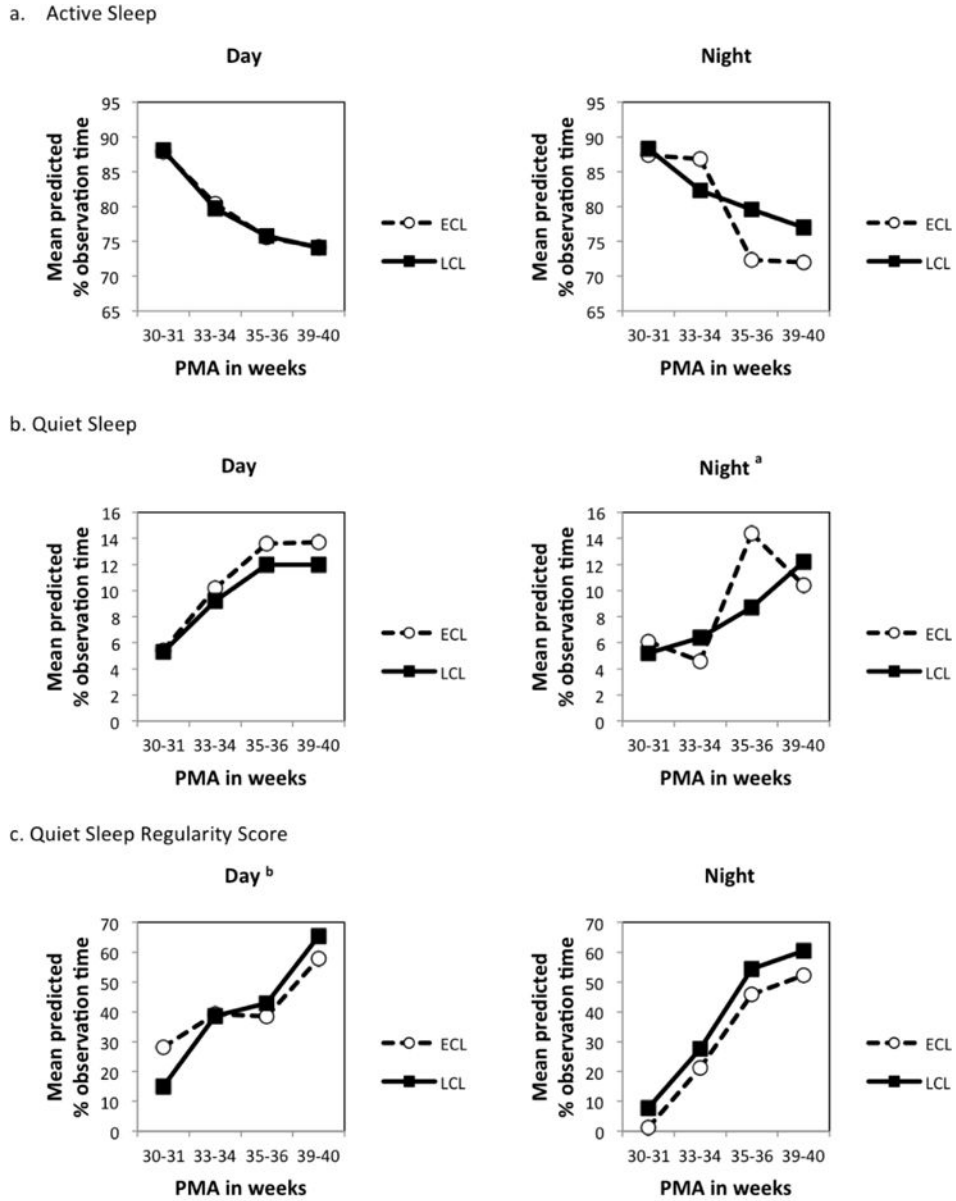 a. Active Sleep
Day
Night
Mean predicted
% observation time
95
90
85
80
75
70
65
30-31 33-34 35-36 39-40
PMA in weeks
ECL
LCL
Mean predicted
% observation time
95
90
85
80
75
70
65
30-31 33-34 35-36 39-40
PMA in weeks
ECL
LCL
b. Quiet Sleep
Day
Night a
Mean predicted
% observation time
16
14
12
10
8
6
4
2
0
30-31 33-34 35-36 39-40
PMA in weeks
ECL
LCL
Mean predicted
% observation time
16
14
12
10
8
6
4
2
0
30-31 33-34 35-36 39-40
PMA in weeks
ECL
LCL
c. Quiet Sleep Regularity Score
Day b
Night
Mean predicted
% observation time
70
60
50
40
30
20
10
0
30-31 33-34 35-36 39-40
PMA in weeks
ECL
LCL
Mean predicted
% observation time
70
60
50
40
30
20
10
0
30-31 33-34 35-36 39-40
PMA in weeks
ECL
LCL